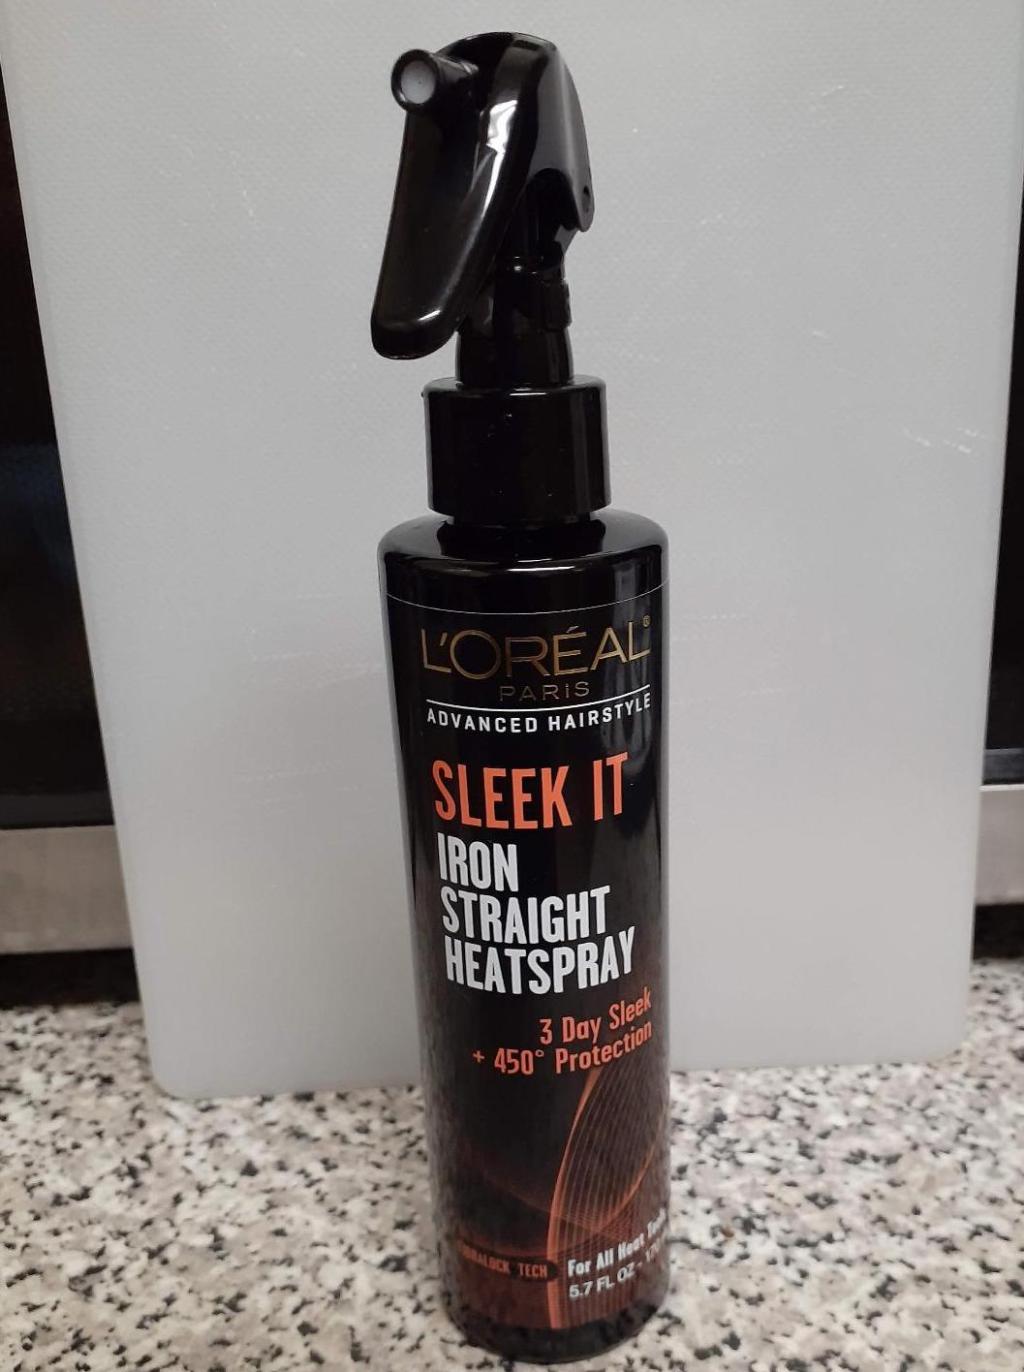 L'ORÉAL®
PARIS
ADVANCED HAIRSTYLE
SLEEK IT
IRON
STRAIGHT
HEATSPRAY
3 Day Sleek
+ 450° Protection
TECH
For All Heat
5.7 FL OZ -